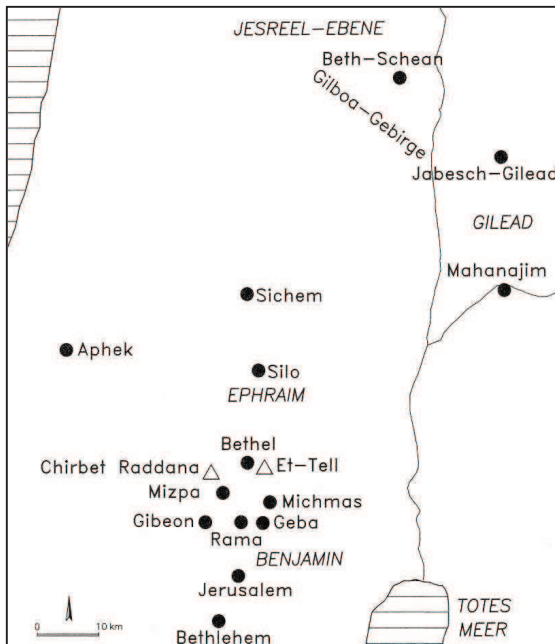 JESREEL-EBENE
Beth-Schean
Gilboa-Gebirge
Jabesch-Gilead
GILEAD
Mahanajim
Sichem
Aphek
Silo
EPHRAIM
Bethel
Chirbet Raddana
Et-Tell
Mizpa
Michmas
Gibeon
Geba
Rama
BENJAMIN
Jerusalem
TOTES
MEER
0 10 km
Bethlehem